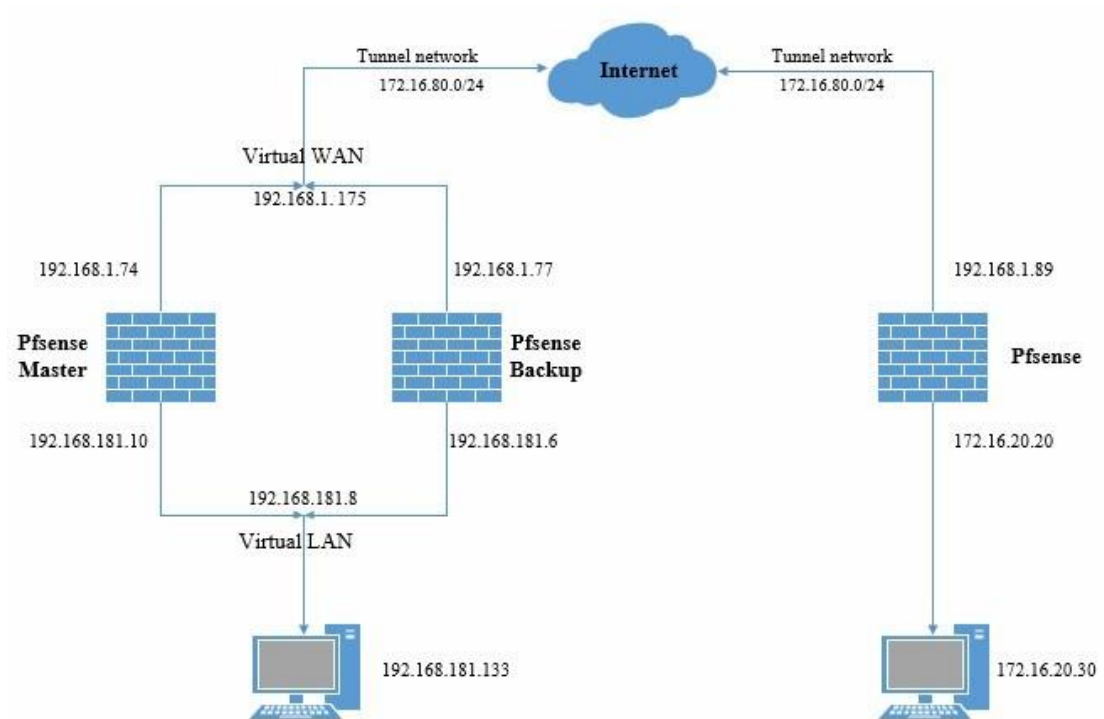 Tunnel network
172.16.80.0/24
Internet
Tunnel network
172.16.80.0/24
Virtual WAN
192.168.1.175
192.168.1.74
192.168.1.77
192.168.1.89
Pfsense
Master
Pfsense
Backup
Pfsense
192.168.181.10
192.168.181.6
172.16.20.20
192.168.181.8
Virtual LAN
192.168.181.133
172.16.20.30